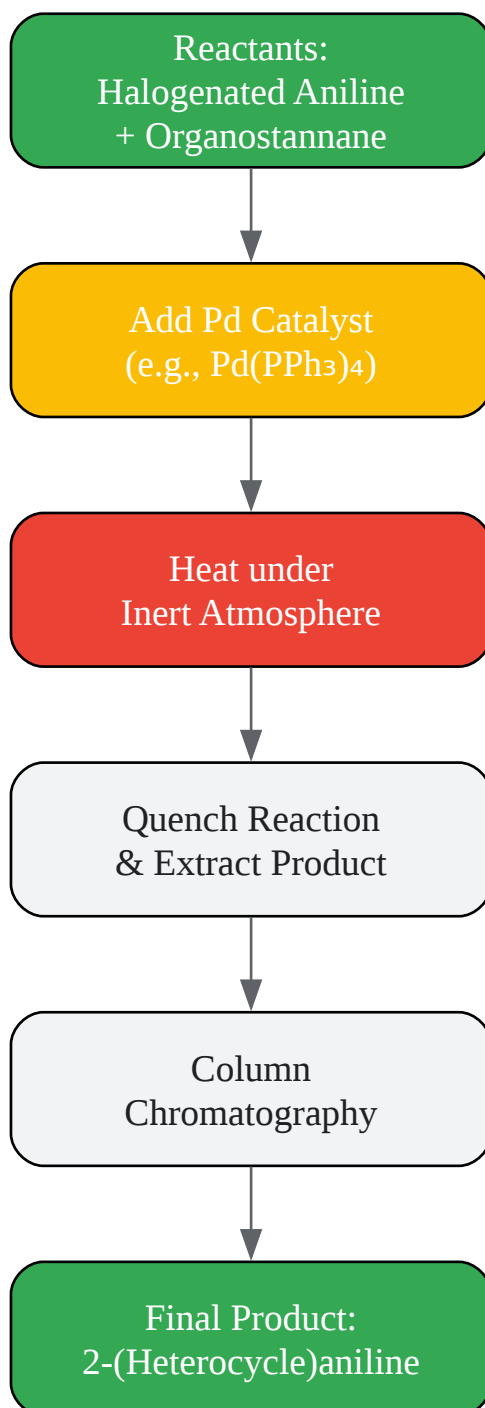 Reactants:
Halogenated Aniline
+ Organostannane
Add Pd Catalyst
(e.g., Pd(PPh₃)₄)
Heat under
Inert Atmosphere
Quench Reaction
& Extract Product
Column
Chromatography
Final Product:
2-(Heterocycle)aniline